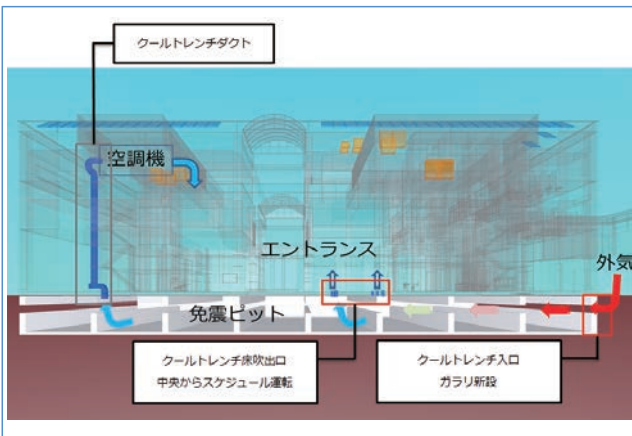 クールトレンチダクト
空調機
エントランス
外気
免震ピット
クールトレンチ床吹出口
中央からスケジュール運転
クールトレンチ入口
ガラリ新設